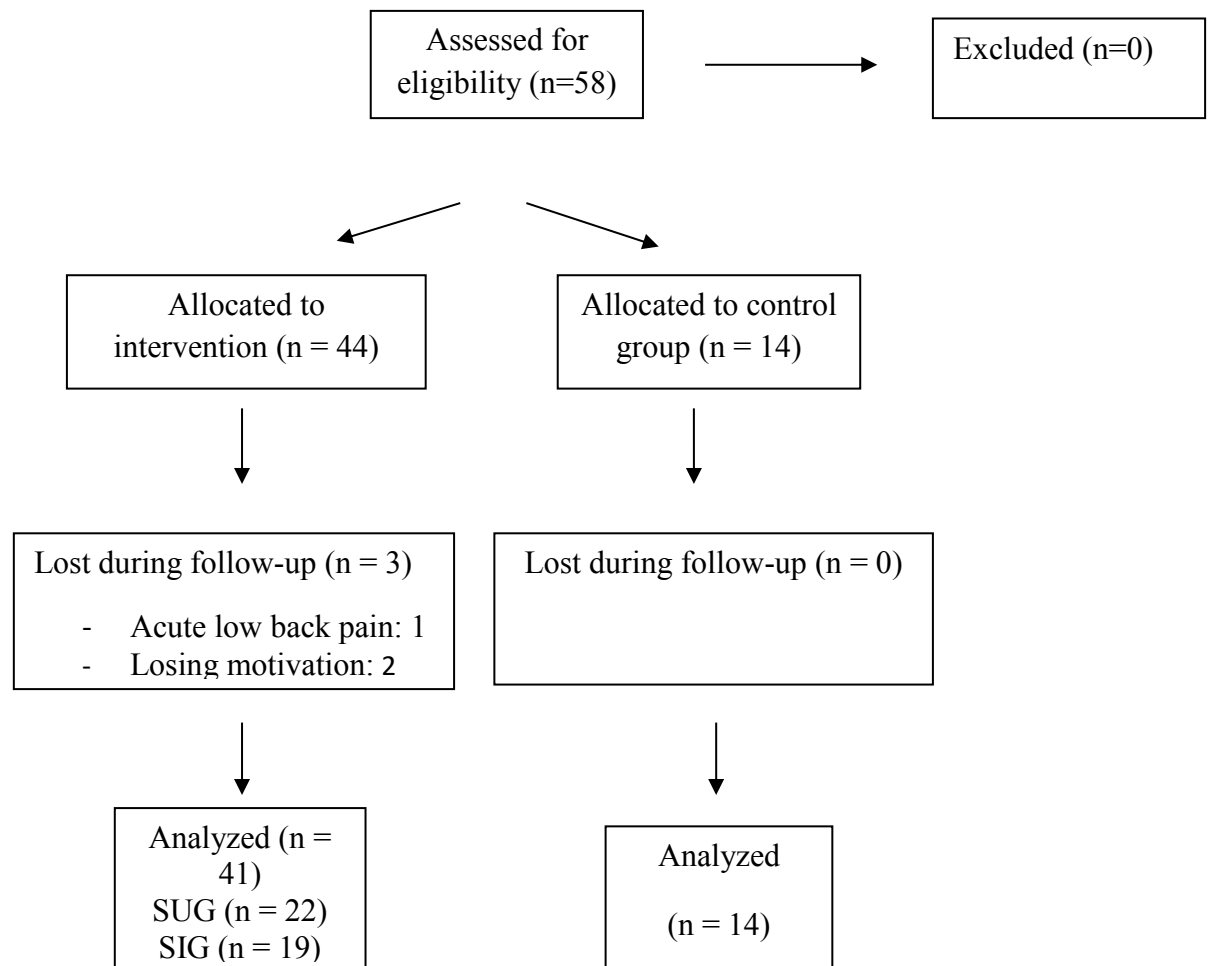 Assessed for
eligibility (n=58)
Excluded (n=0)
Allocated to
intervention (n = 44)
Allocated to control
group (n = 14)
Lost during follow-up (n = 3)
- Acute low back pain: 1
- Losing motivation: 2
Lost during follow-up (n = 0)
Analyzed (n =
41)
SUG (n = 22)
SIG (n = 19)
Analyzed
(n = 14)